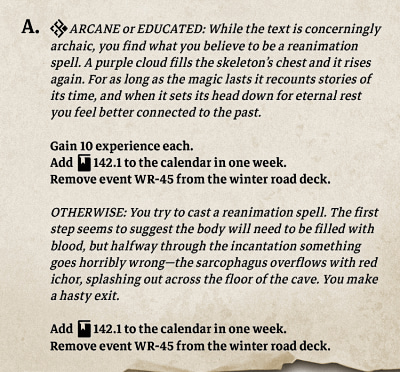 A. ARCANE or EDUCATED: While the text is concerningly
archaic, you find what you believe to be a reanimation
spell. A purple cloud fills the skeleton's chest and it rises
again. For as long as the magic lasts it recounts stories of
its time, and when it sets its head down for eternal rest
you feel better connected to the past.
Gain 10 experience each.
Add 142.1 to the calendar in one week.
Remove event WR-45 from the winter road deck.
OTHERWISE: You try to cast a reanimation spell. The first
step seems to suggest the body will need to be filled with
blood, but halfway through the incantation something
goes horribly wrong—the sarcophagus overflows with red
ichor, splashing out across the floor of the cave. You make
a hasty exit.
Add 142.1 to the calendar in one week.
Remove event WR-45 from the winter road deck.